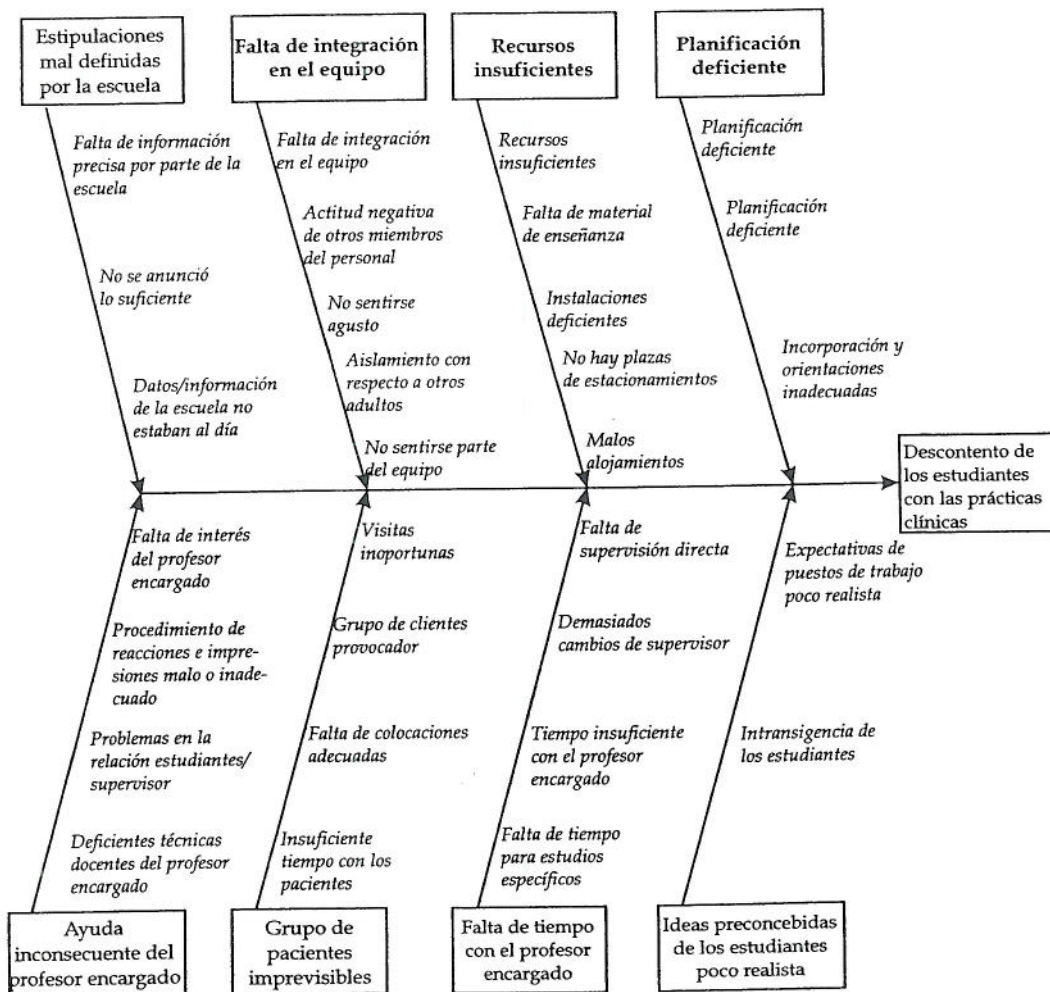 Estipulaciones
mal definidas
por la escuela
Falta de integración
en el equipo
Recursos
insuficientes
Planificación
deficiente
Falta de información
precisa por parte de la
escuela
No se anunció
lo suficiente
Datos/información
de la escuela no
estaban al día
Falta de integración
en el equipo
Actitud negativa
de otros miembros
del personal
No sentirse
agusto
Aislamiento con
respecto a otros
adultos
No sentirse parte
del equipo
Recursos
insuficientes
Falta de material
de enseñanza
Instalaciones
deficientes
No hay plazas
de estacionamientos
Malos
alojamientos
Planificación
deficiente
Planificación
deficiente
Incorporación y
orientaciones
inadecuadas
Descontento de
los estudiantes
con las prácticas
clínicas
Falta de interés
del profesor
encargado
Procedimiento de
reacciones e impre-
siones malo o inade-
cuado
Problemas en la
relación estudiantes/
supervisor
Deficientes técnicas
docentes del profesor
encargado
Visitas
inoportunas
Grupo de clientes
provocador
Falta de colocaciones
adecuadas
Insuficiente
tiempo con los
pacientes
Falta de
supervisión directa
Demasiados
cambios de supervisor
Tiempo insuficiente
con el profesor
encargado
Falta de tiempo
para estudios
específicos
Expectativas de
puestos de trabajo
poco realista
Intransigencia de
los estudiantes
Ayuda
inconsecuente del
profesor encargado
Grupo de
pacientes
imprevisibles
Falta de tiempo
con el profesor
encargado
Ideas preconcebidas
de los estudiantes
poco realista